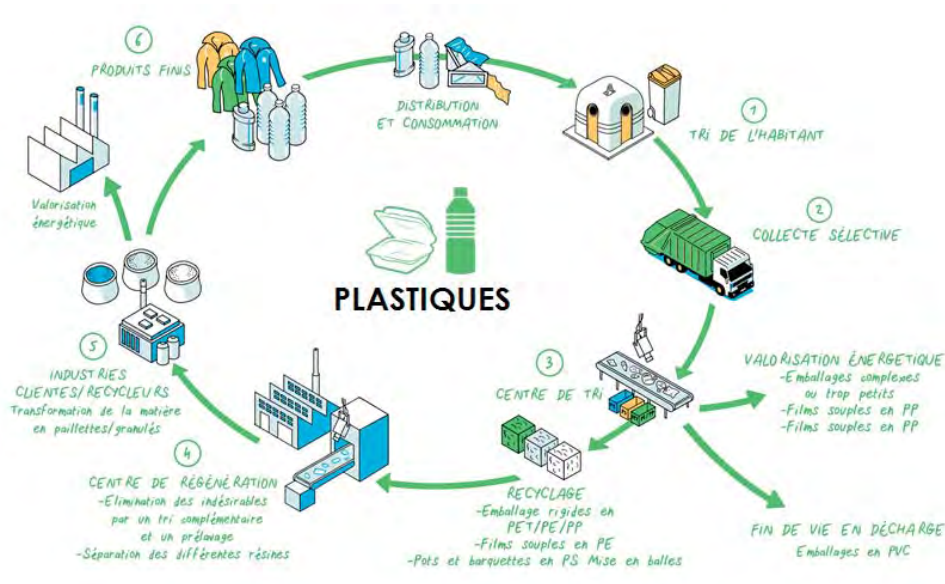 6
PRODUITS FINIS
DISTRIBUTION
ET CONSOMMATION
1
TRI DE L'HABITANT
2
COLLECTE SÉLECTIVE
Valorisation
énergétique
PLASTIQUES
3
CENTRE DE TRI
VALORISATION ÉNERGETIQUE
-Emballages complexes
ou trop petits
-Films souples en PP
-Films souples en PP
5
INDUSTRIES
CLIENTES/RECYCLEURS
Transformation de la matière
en paillettes/granulés
4
CENTRE DE RÉGÉNÉRATION
-Elimination des indésirables
par un tri complémentaire
et un prélavage
-Séparation des différentes résines
RECYCLAGE
-Emballage rigides en
PET/PE/PP
-Films souples en PE
-Pots et barquettes en PS Mise en balles
FIN DE VIE EN DÉCHARGE
Emballages en PVC